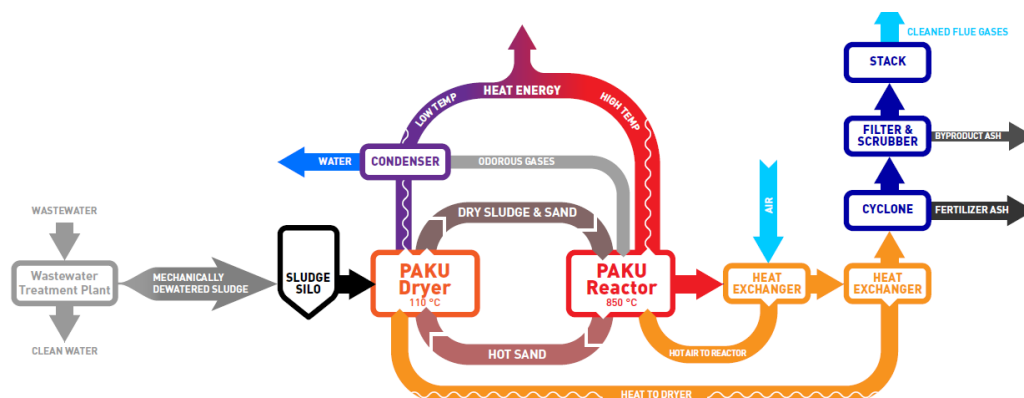 CLEANED FLUE GASES
STACK
HEAT ENERGY
LOW TEMP
HIGH TEMP
FILTER &
SCRUBBER
BYPRODUCT ASH
WATER
CONDENSER
ODOROUS GASES
AIR
WASTEWATER
DRY SLUDGE & SAND
CYCLONE
FERTILIZER ASH
Wastewater
Treatment Plant
MECHANICALLY
DEWATERED SLUDGE
SLUDGE
SILO
PAKU
Dryer
110 °C
PAKU
Reactor
850 °C
HEAT
EXCHANGER
HEAT
EXCHANGER
CLEAN WATER
HOT SAND
HOT AIR TO REACTOR
HEAT TO DRYER